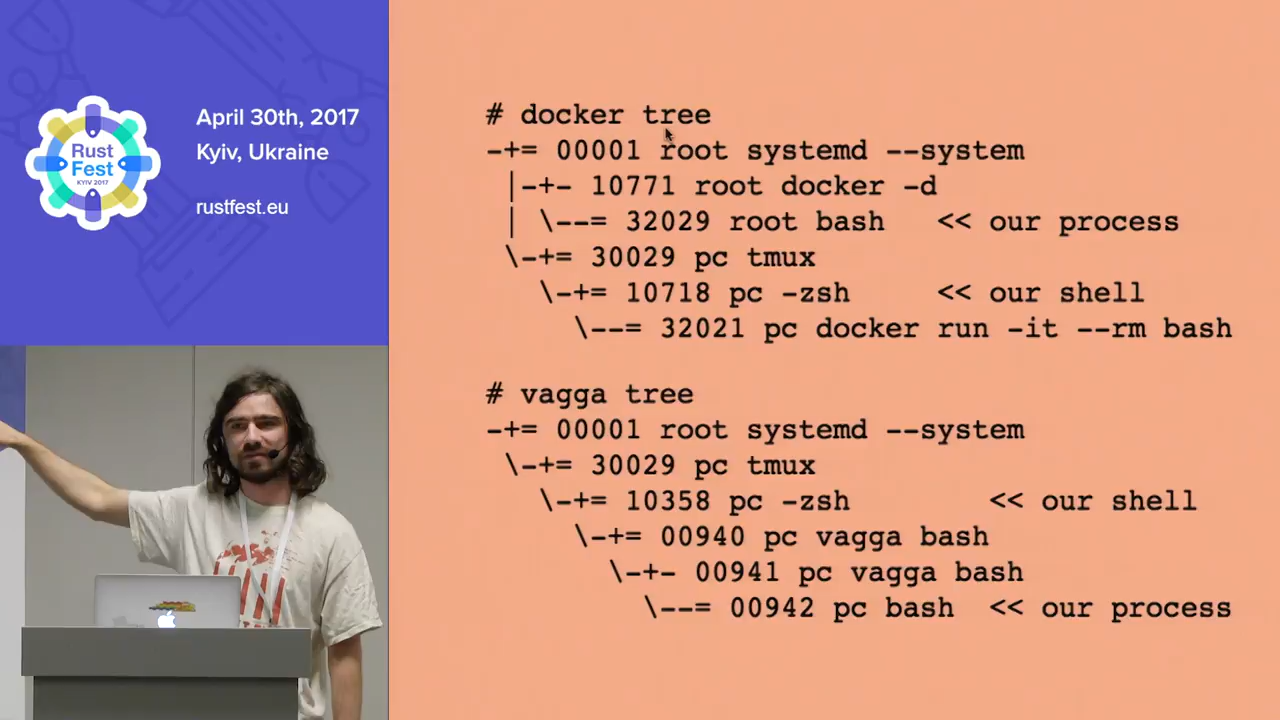 April 30th, 2017
Kyiv, Ukraine
rustfest.eu
Rust
Fest
KYIV 2017
# docker tree
-+= 00001 root systemd --system
 |-+- 10771 root docker -d
 | \--= 32029 root bash   << our process
 \-+= 30029 pc tmux
   \-+= 10718 pc -zsh     << our shell
     \--= 32021 pc docker run -it --rm bash
# vagga tree
-+= 00001 root systemd --system
 \-+= 30029 pc tmux
   \-+= 10358 pc -zsh        << our shell
     \-+= 00940 pc vagga bash
       \-+- 00941 pc vagga bash
         \--= 00942 pc bash  << our process